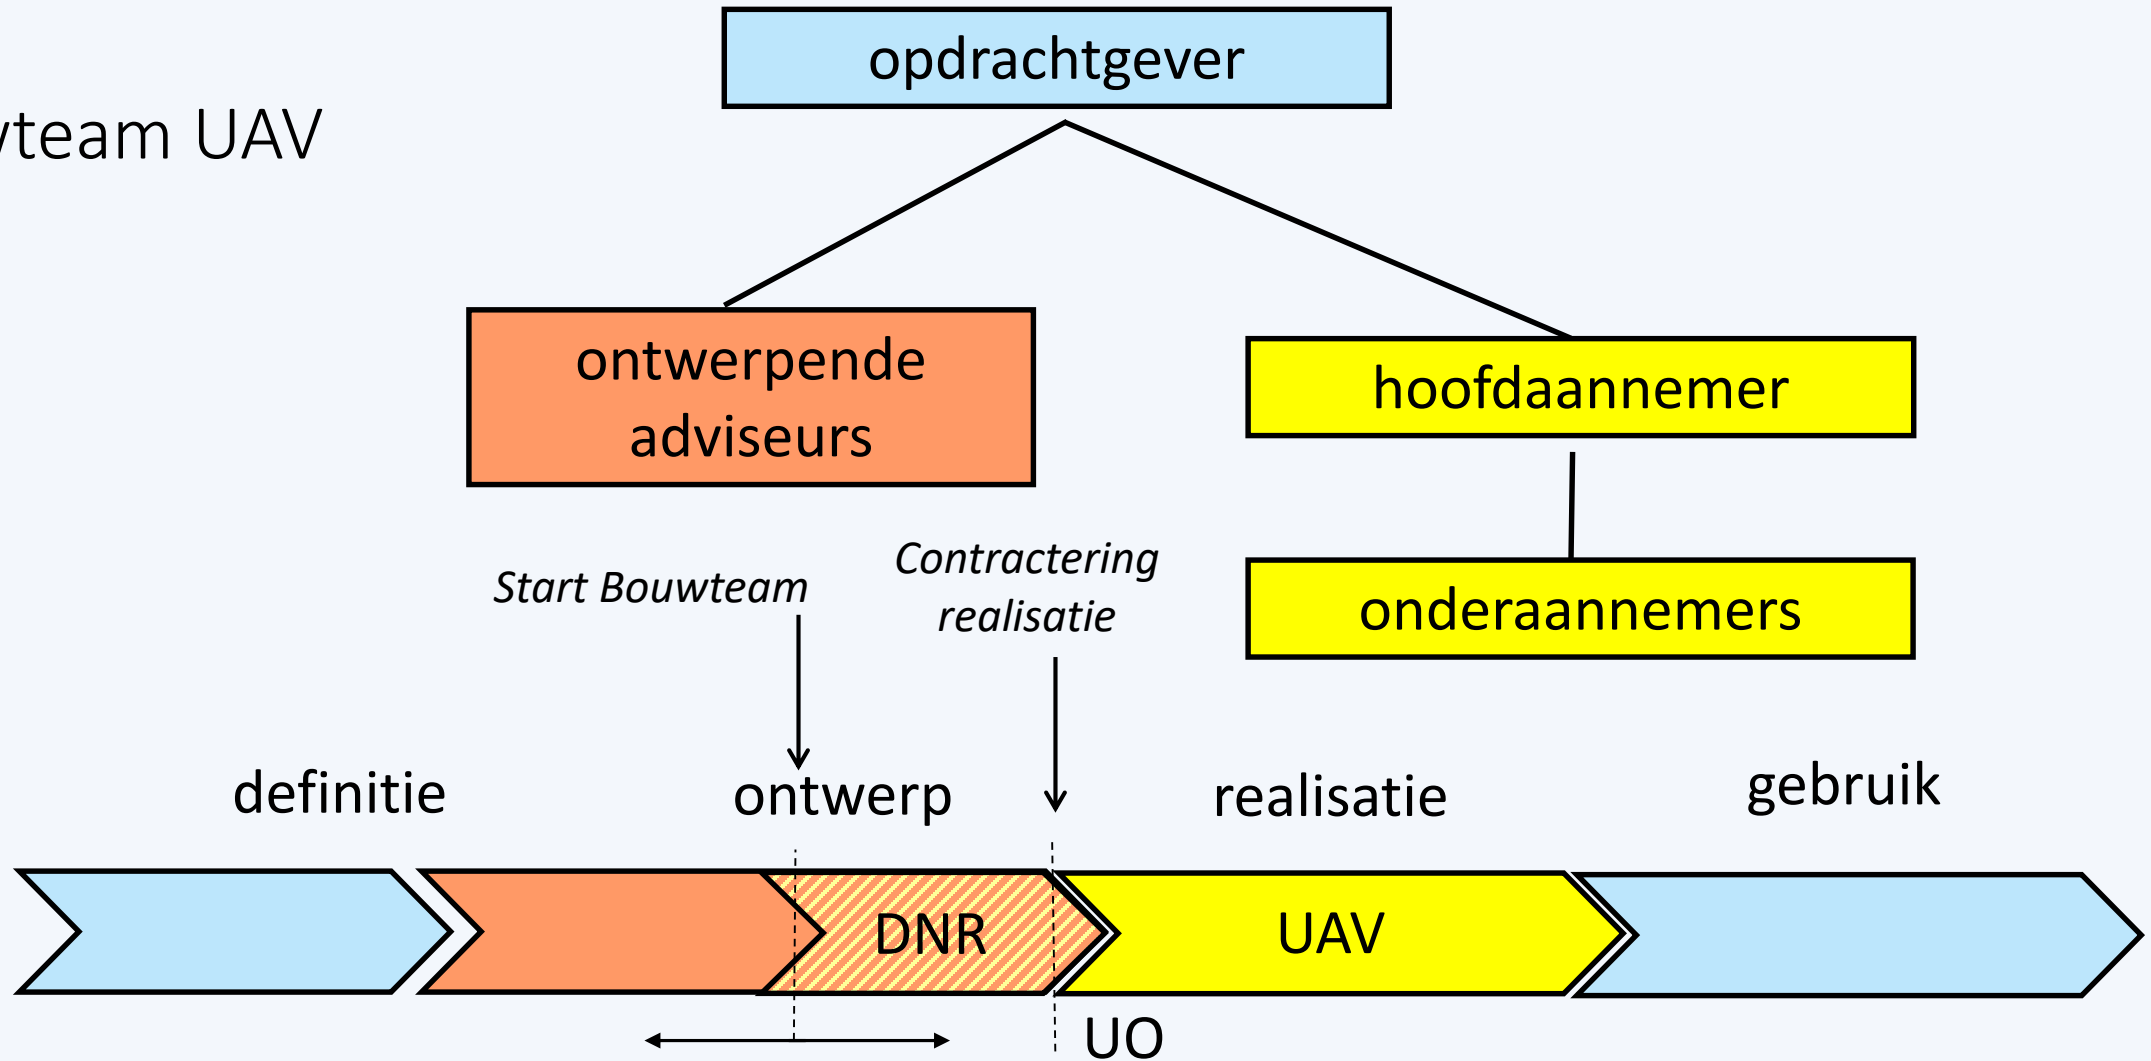 opdrachtgever
team UAV
ontwerpende
adviseurs
hoofdaannemer
Contractering
realisatie
Start Bouwteam
onderaannemers
definitie
ontwerp
realisatie
gebruik
DNR
UAV
UO